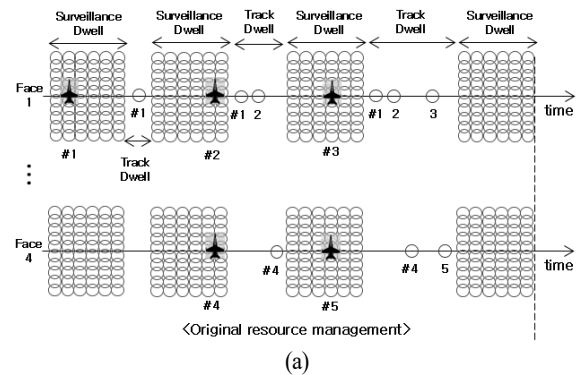 Surveillance Dwell
Surveillance Dwell
Track Dwell
Surveillance Dwell
Track Dwell
Surveillance Dwell
Face 1
#1
#1 2
#1 2 3
time
#1
Track Dwell
#2
#3
Face 4
#4
#4 5
time
#4
#5
<Original resource management>
(a)